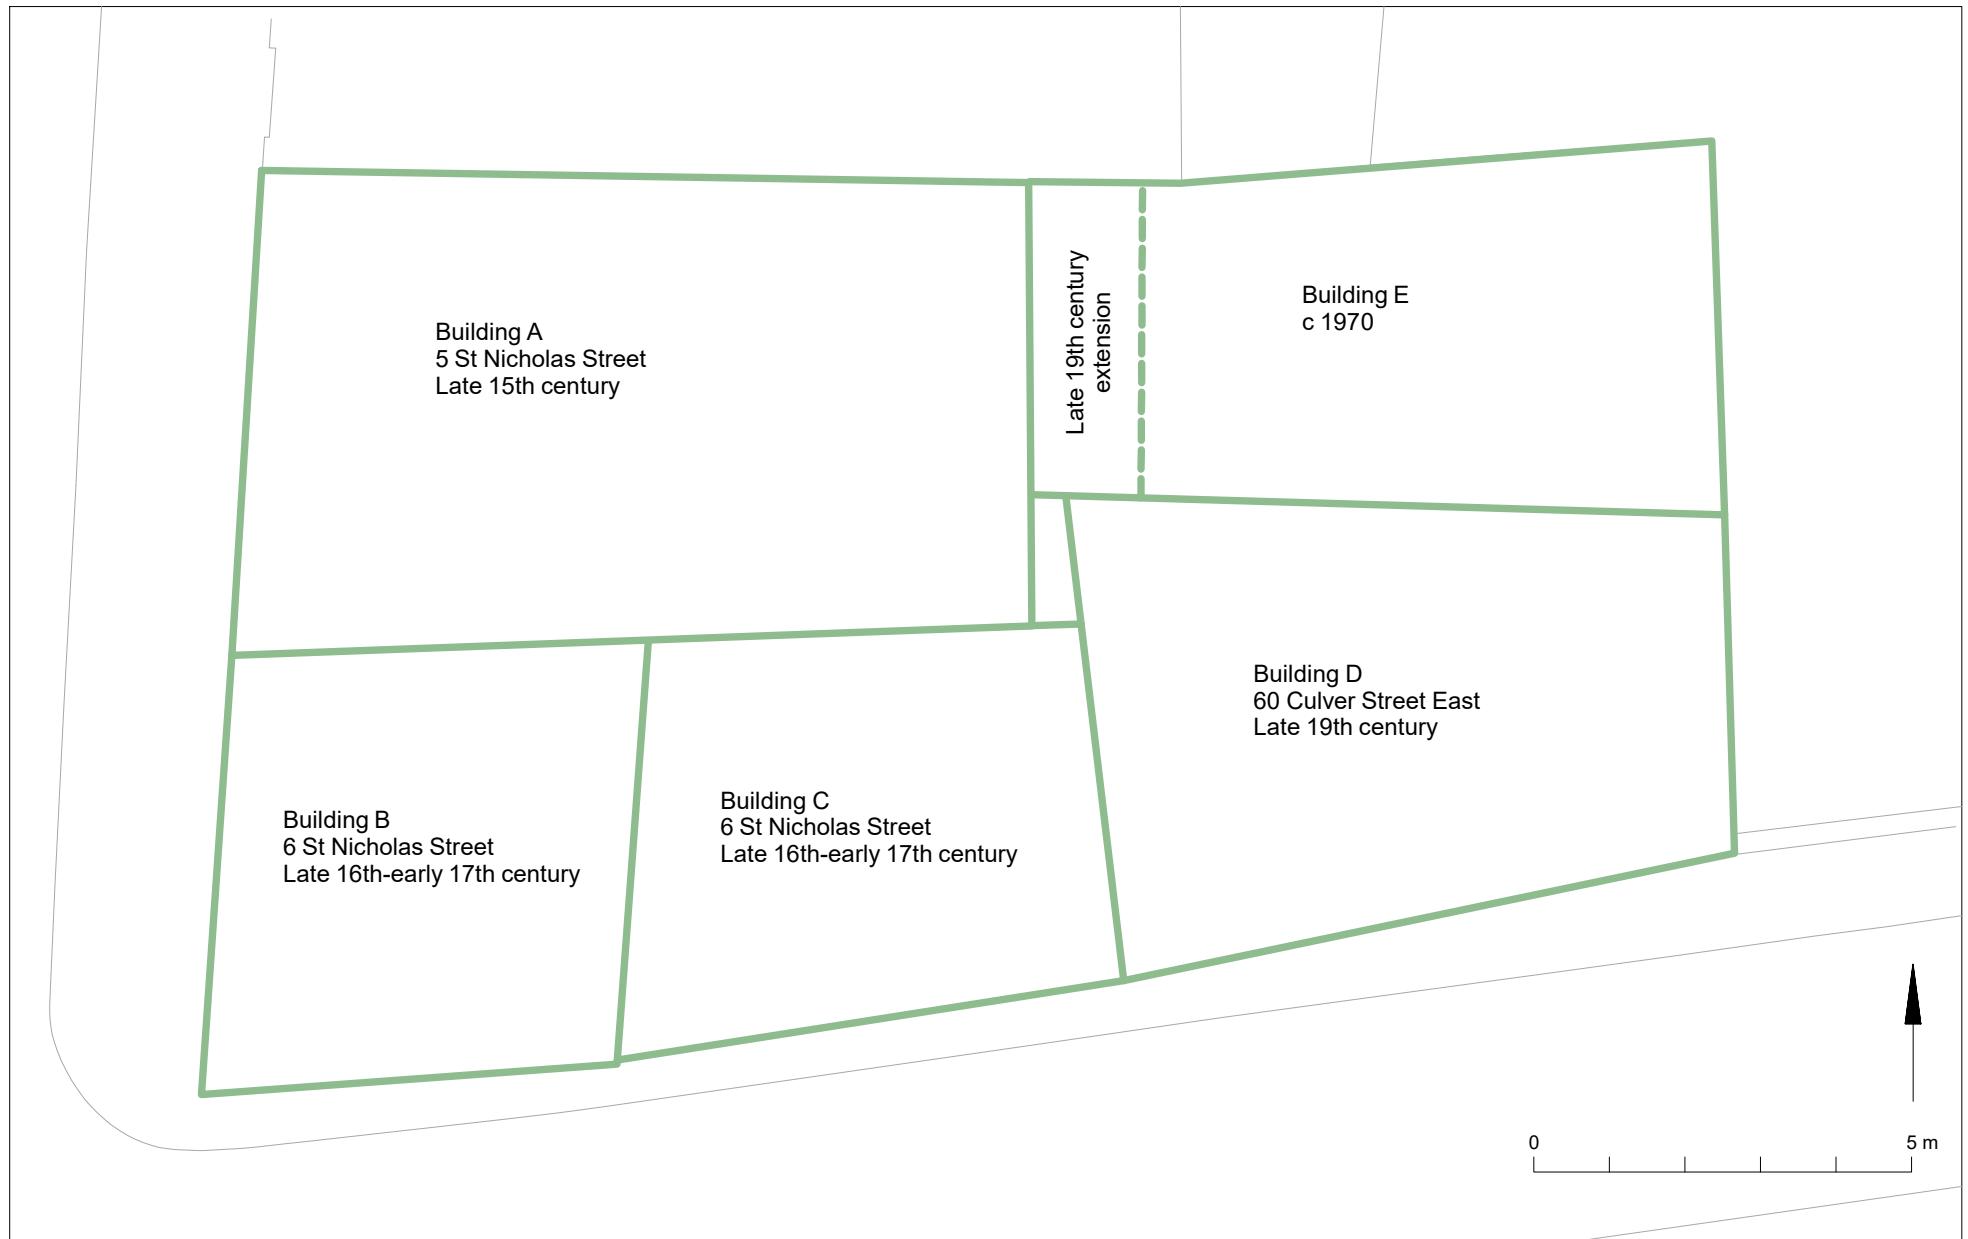 Building A
5 St Nicholas Street
Late 15th century
Late 19th century
extension
Building E
c 1970
Building B
6 St Nicholas Street
Late 16th-early 17th century
Building C
6 St Nicholas Street
Late 16th-early 17th century
Building D
60 Culver Street East
Late 19th century
0 5 m